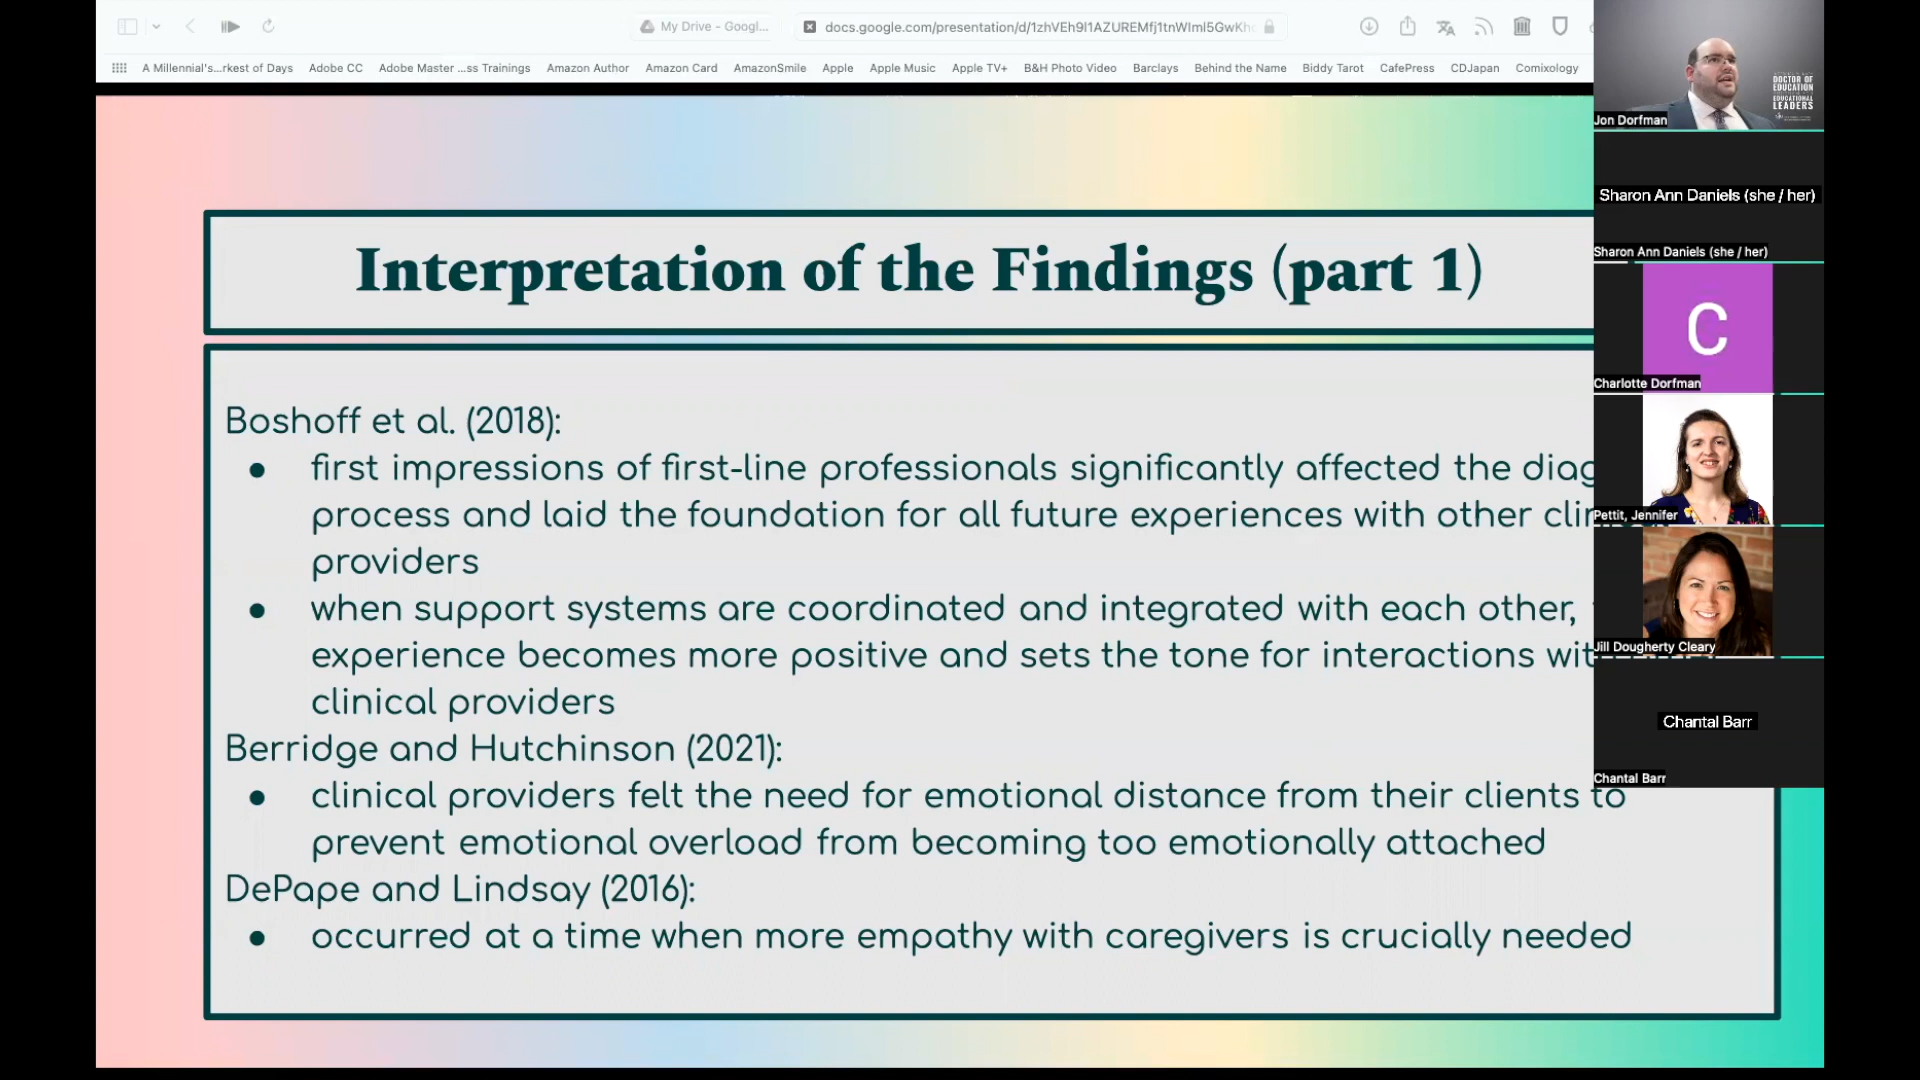 My Drive - Googl...
docs.google.com/presentation/d/1zhVEh9I1AZUREMfj1tnWIml5GwKh
A Millennial's...rkest of Days
Adobe CC
Adobe Master ...ss Trainings
Amazon Author
Amazon Card
AmazonSmile
Apple
Apple Music
Apple TV+
B&H Photo Video
Barclays
Behind the Name
Biddy Tarot
CafePress
CDJapan
Comixology
DOCTOR OF
EDUCATION
EDUCATIONAL
LEADERS
Jon Dorfman
Sharon Ann Daniels (she / her)
Sharon Ann Daniels (she / her)
C
Charlotte Dorfman
Pettit, Jennifer
Jill Dougherty Cleary
Chantal Barr
Chantal Barr
Interpretation of the Findings (part 1)
Boshoff et al. (2018):
● first impressions of first-line professionals significantly affected the diag
process and laid the foundation for all future experiences with other clin
providers
● when support systems are coordinated and integrated with each other,
experience becomes more positive and sets the tone for interactions wit
clinical providers
Berridge and Hutchinson (2021):
● clinical providers felt the need for emotional distance from their clients to
prevent emotional overload from becoming too emotionally attached
DePape and Lindsay (2016):
● occurred at a time when more empathy with caregivers is crucially needed